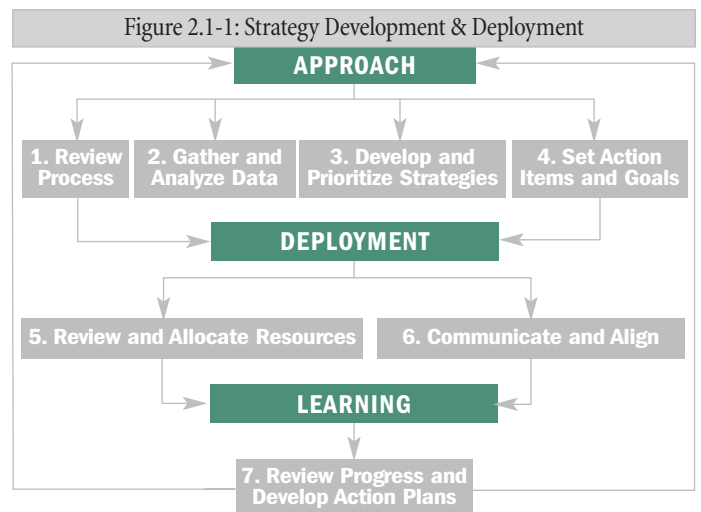 Figure 2.1-1: Strategy Development & Deployment
APPROACH
1. Review
Process
2. Gather and
Analyze Data
3. Develop and
Prioritize Strategies
4. Set Action
Items and Goals
DEPLOYMENT
5. Review and Allocate Resources
6. Communicate and Align
LEARNING
7. Review Progress and
Develop Action Plans